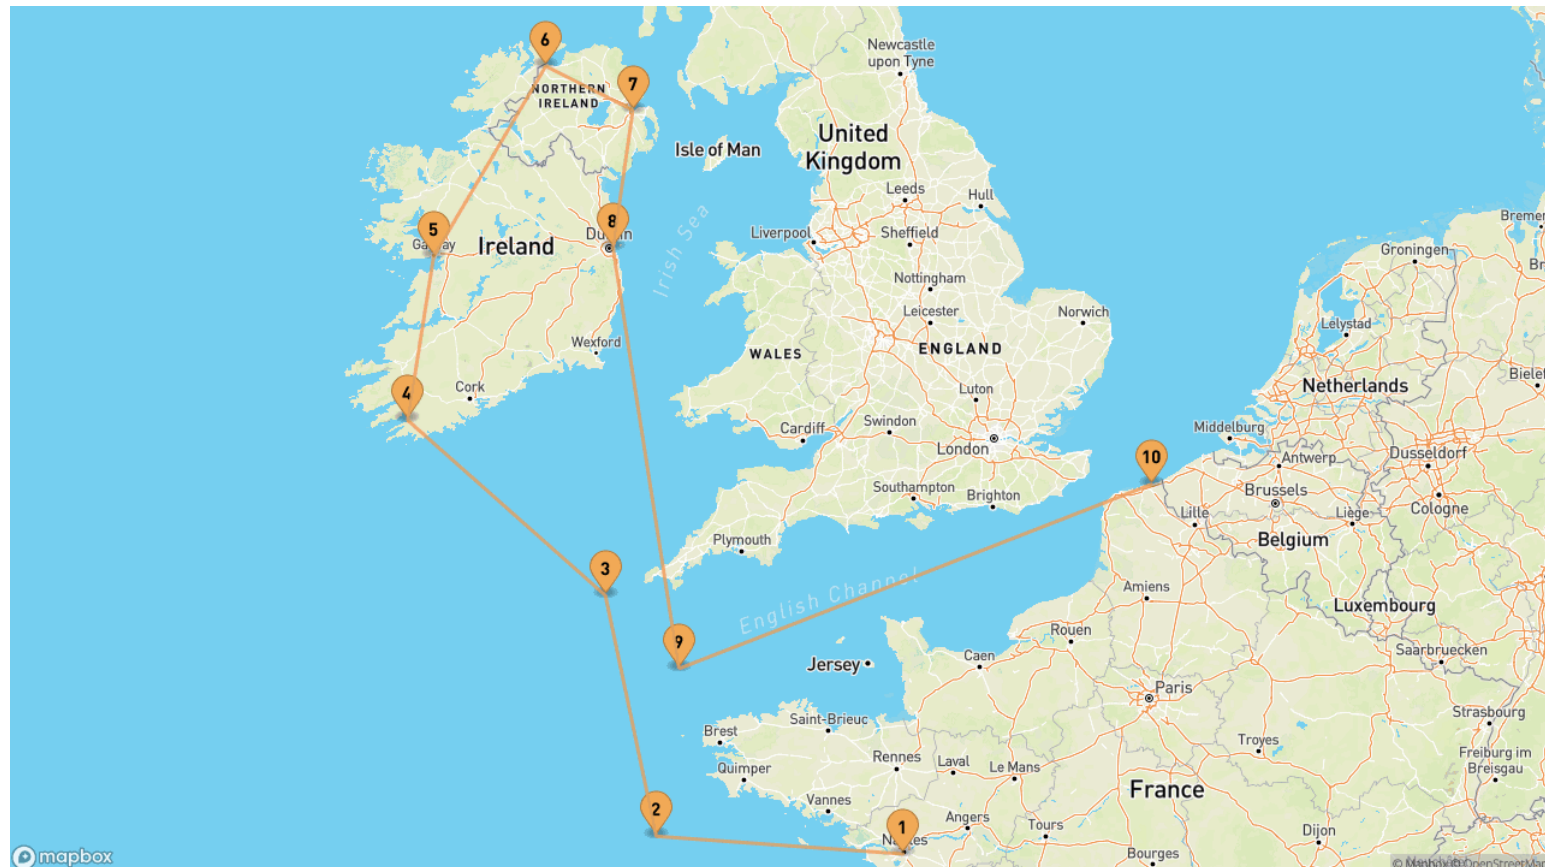 6
Newcastle
upon Tyne
7
NORTHERN
IRELAND
United
Kingdom
Isle of Man
Leeds
Hull
Irish Sea
5
8
Ireland
Liverpool
Sheffield
Groningen
Nottingham
Leicester
Norwich
Lelystad
Wexford
WALES
ENGLAND
Netherlands
4
Cork
Luton
Swindon
Cardiff
London
Middelburg
10
Antwerp
Dusseldorf
Southampton
Brighton
Brussels
Cologne
Lille
Liège
Belgium
Plymouth
3
English Channel
Amiens
Luxembourg
Rouen
9
Jersey
Caen
Saarbruecken
Paris
Strasbourg
Brest
Saint-Brieuc
Troyes
Rennes
Laval
Le Mans
Freiburg im
Breisgau
Quimper
France
2
Vannes
1
Angers
Tours
Dijon
Bourges
mapbox